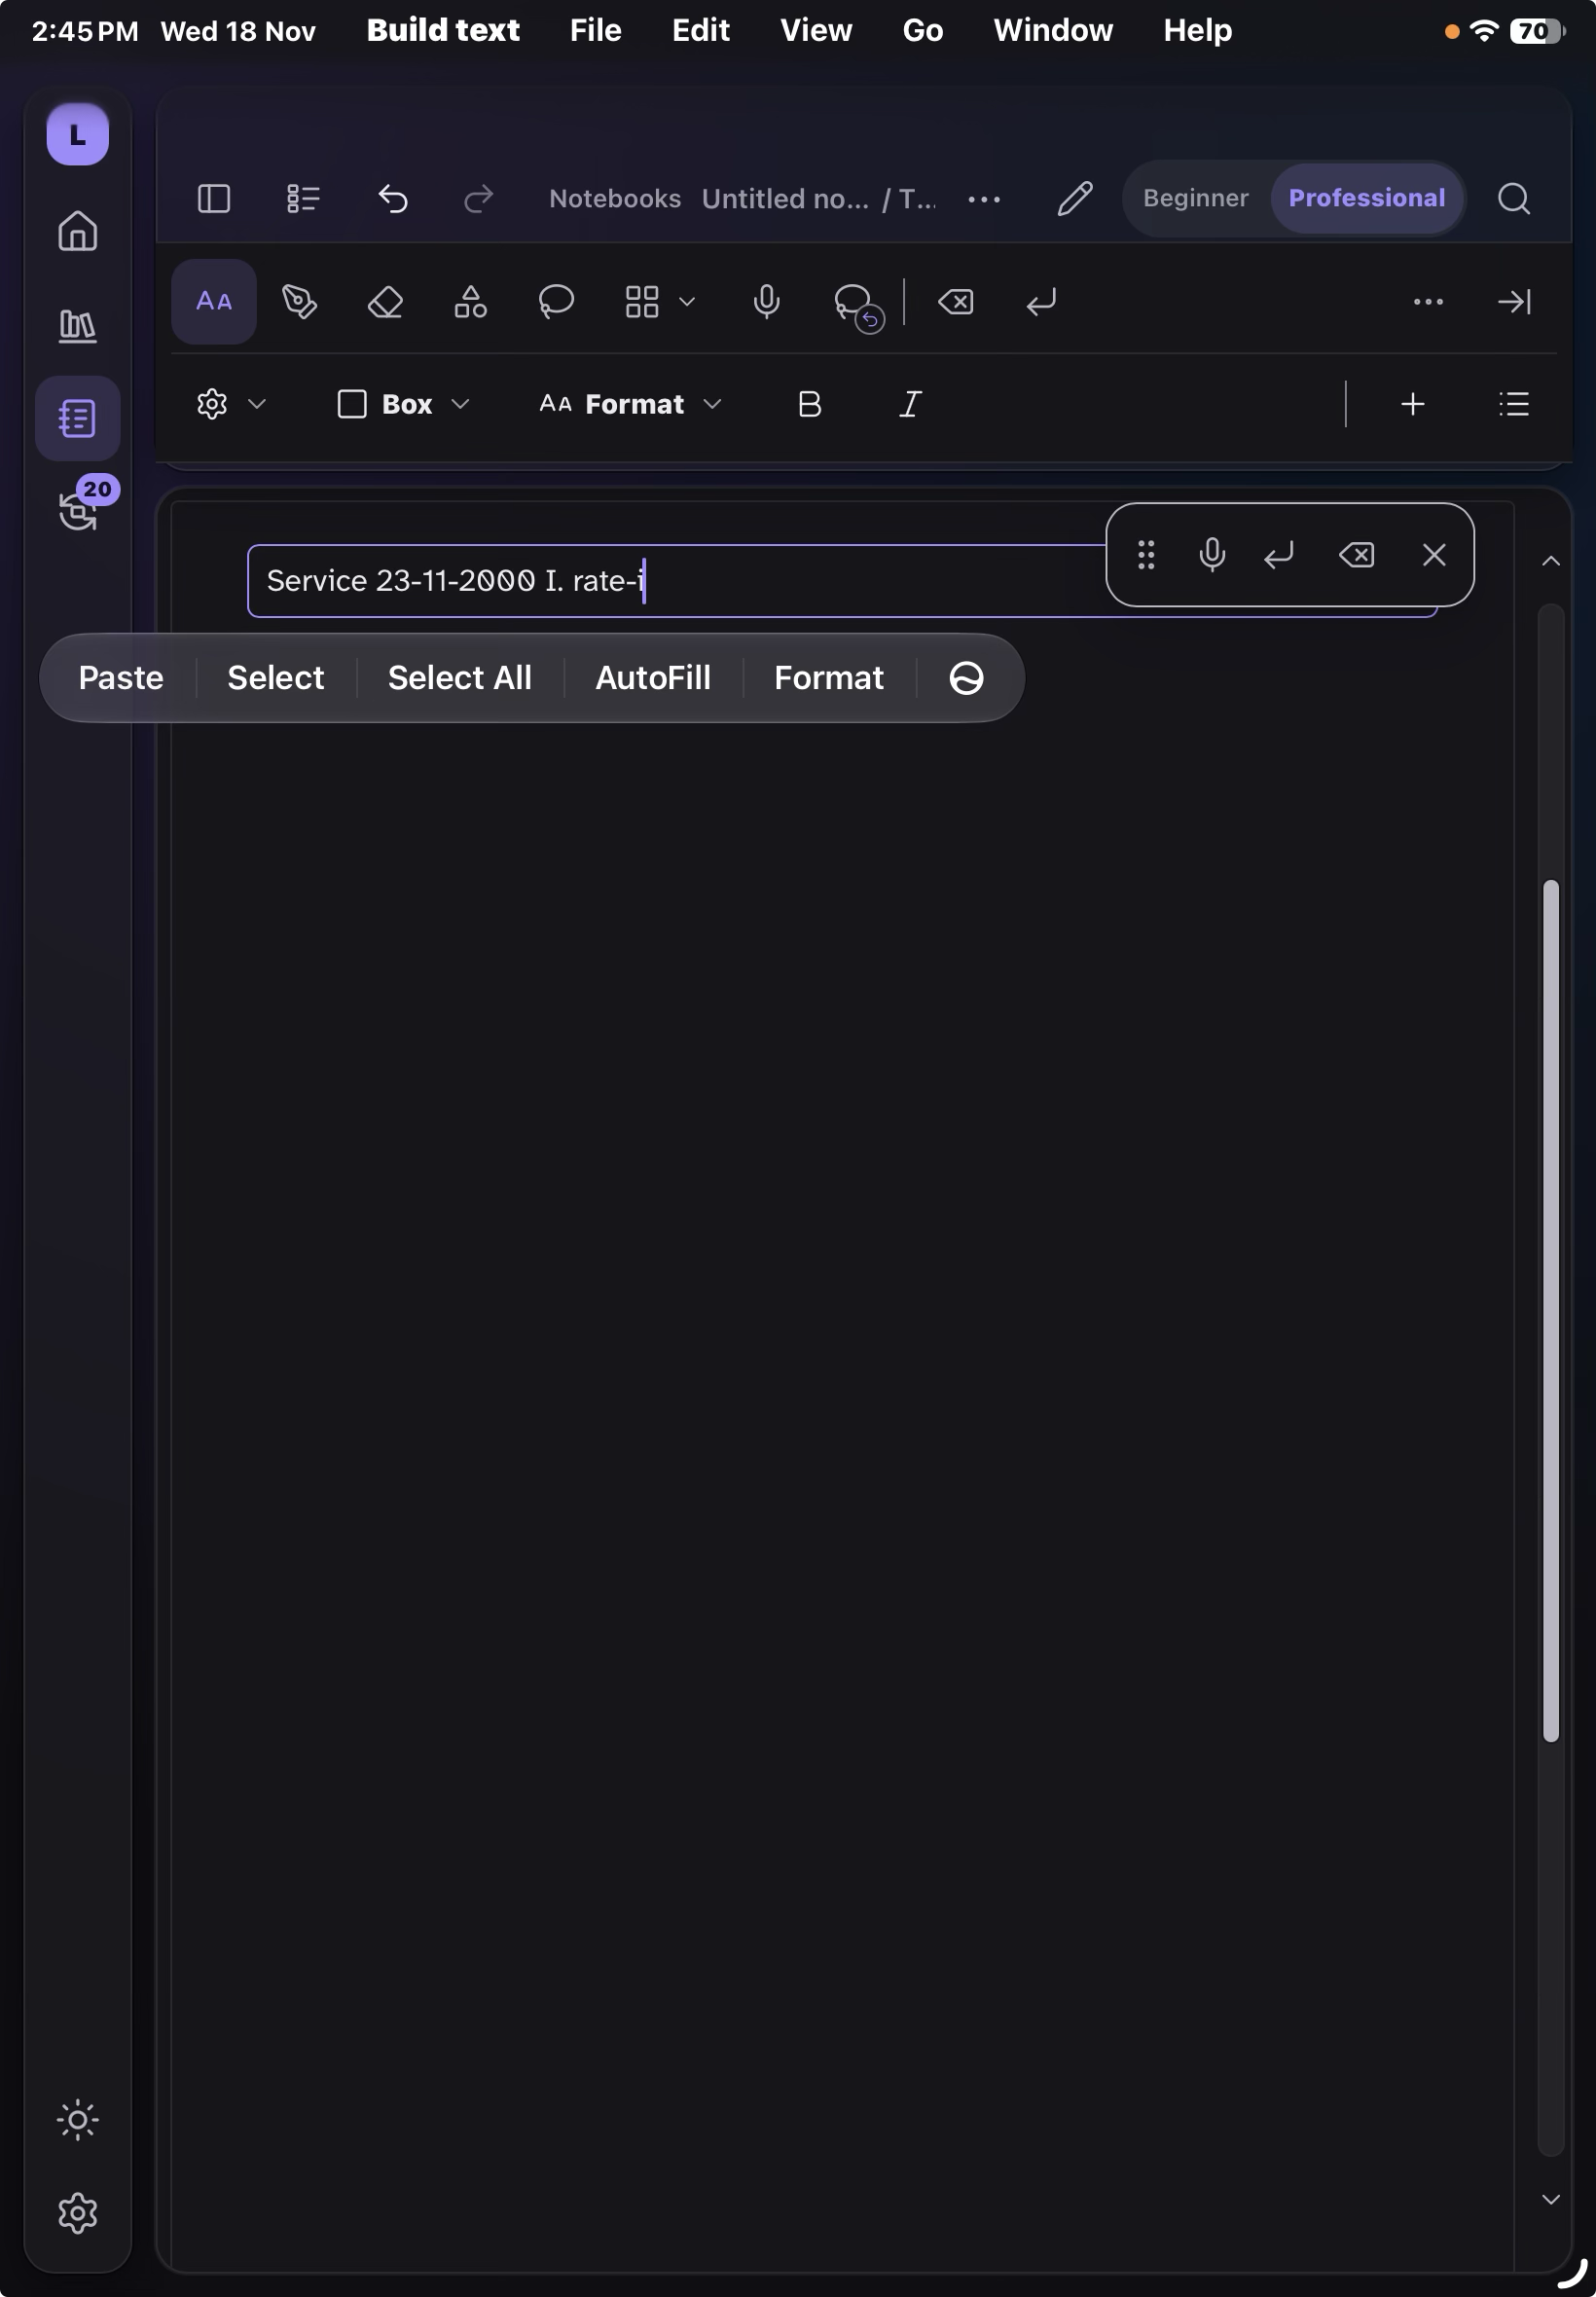 2:45 PM Wed 18 Nov Build text File Edit View Go Window Help 70
L
Notebooks Untitled no... / T... Beginner Professional
AA
Box AA Format B I
20
Service 23-11-2000 I. rate-i
Paste Select Select All AutoFill Format